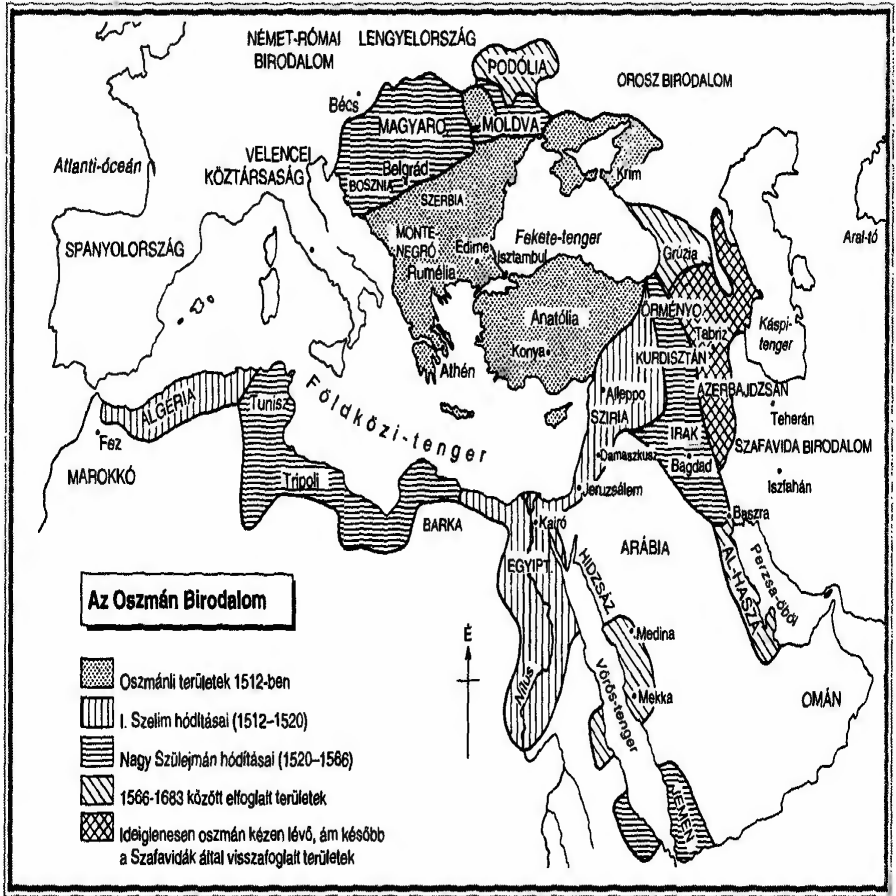 NÉMET-RÓMAI
BIRODALOM
LENGYELORSZÁG
PODÓLIA
OROSZ BIRODALOM
Bécs
MAGYARO.
MOLDVA
Atlanti-óceán
VELENCEI
KÖZTÁRSASÁG
Belgrád
BOSZNIA
SZERBIA
Krim
Aral-tó
SPANYOLORSZÁG
MONTE-
NEGRÓ
Edirne
Isztambul
Fekete-tenger
Rumélia
Grúzia
Anatólia
ÖRMÉNYO.
Tabriz
Káspi-
tenger
Konya
KURDISZTÁN
Athén
Aleppo
AZERBAJDZSÁN
ALGÉRIA
Tunisz
Földközi-tenger
SZIRIA
Teherán
Fez
IRAK
SZAFAVIDA BIRODALOM
Damaszkusz
Bagdad
MAROKKÓ
Tripoli
Jeruzsálem
Iszfahán
BARKA
Kairó
Baszra
ARÁBIA
EGYIPT.
HIDZSÁZ
AL-HASZA
Perzsa-öböl
Az Oszmán Birodalom
É
Medina
Nílus
Vörös-tenger
Mekka
OMÁN
JEMEN
Oszmánli területek 1512-ben
I. Szelim hódításai (1512–1520)
Nagy Szülejmán hódításai (1520–1566)
1566-1683 között elfoglalt területek
Ideiglenesen oszmán kézen lévő, ám később
a Szafavidák által visszafoglalt területek